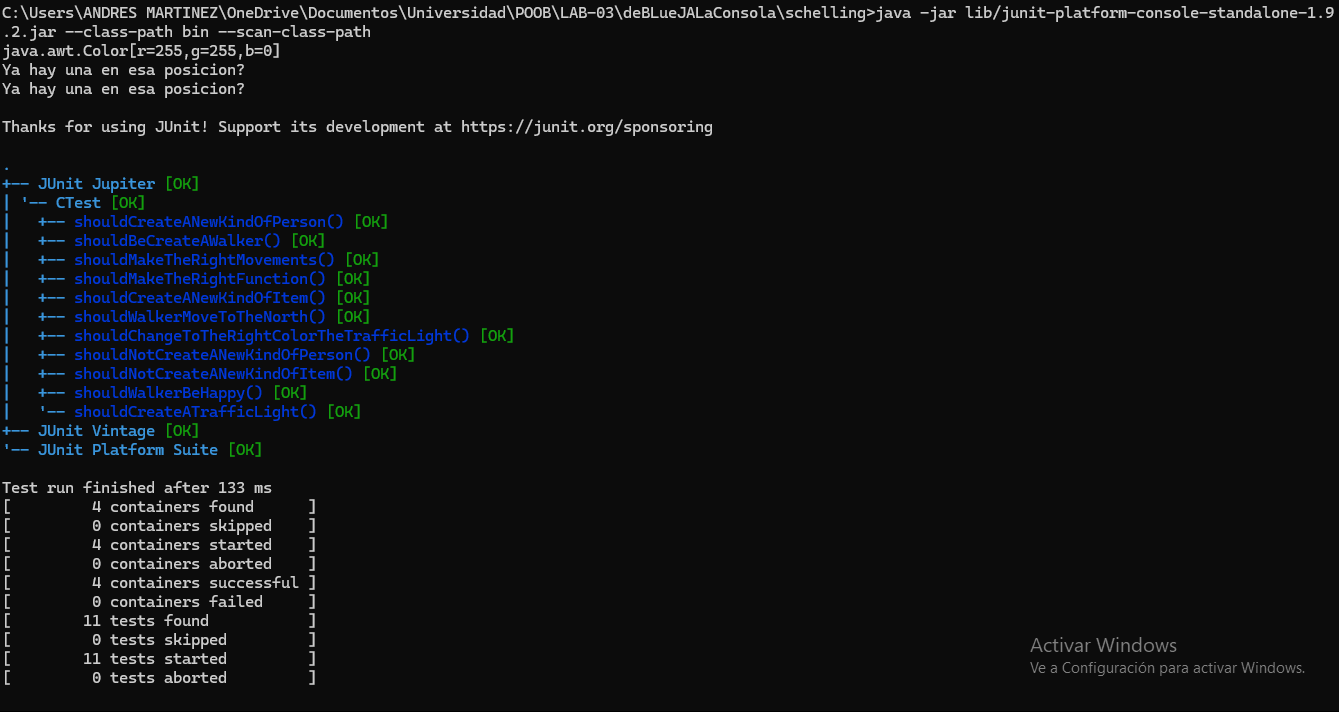 C:\Users\ANDRES MARTINEZ\OneDrive\Documentos\Universidad\POOB\LAB-03\deBLueJALaConsola\schelling>java -jar lib/junit-platform-console-standalone-1.9
.2.jar --class-path bin --scan-class-path
java.awt.Color[r=255,g=255,b=0]
Ya hay una en esa posicion?
Ya hay una en esa posicion?

Thanks for using JUnit! Support its development at https://junit.org/sponsoring

.
+-- JUnit Jupiter [OK]
| '-- CTest [OK]
|   +-- shouldCreateANewKindOfPerson() [OK]
|   +-- shouldBeCreateAWalker() [OK]
|   +-- shouldMakeTheRightMovements() [OK]
|   +-- shouldMakeTheRightFunction() [OK]
|   +-- shouldCreateANewKindOfItem() [OK]
|   +-- shouldWalkerMoveToTheNorth() [OK]
|   +-- shouldChangeToTheRightColorTheTrafficLight() [OK]
|   +-- shouldNotCreateANewKindOfPerson() [OK]
|   +-- shouldNotCreateANewKindOfItem() [OK]
|   +-- shouldWalkerBeHappy() [OK]
|   '-- shouldCreateATrafficLight() [OK]
+-- JUnit Vintage [OK]
'-- JUnit Platform Suite [OK]

Test run finished after 133 ms
[         4 containers found      ]
[         0 containers skipped    ]
[         4 containers started    ]
[         0 containers aborted    ]
[         4 containers successful ]
[         0 containers failed     ]
[        11 tests found           ]
[         0 tests skipped         ]
[        11 tests started         ]
[         0 tests aborted         ]
Activar Windows
Ve a Configuración para activar Windows.